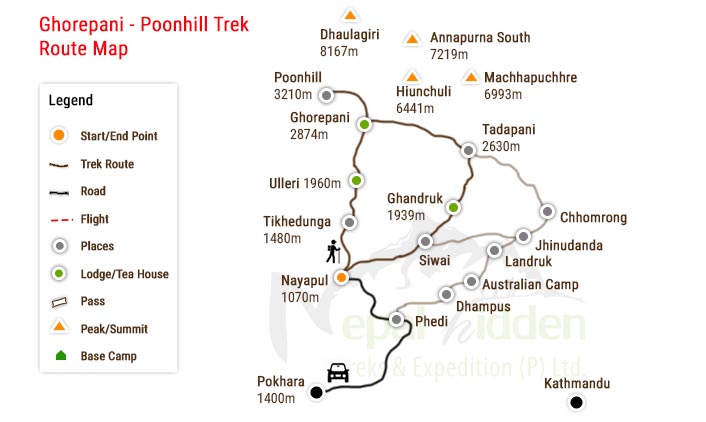 Ghorepani - Poonhill Trek
Route Map
Legend
Start/End Point
Trek Route
Road
Flight
Places
Lodge/Tea House
Pass
Peak/Summit
Base Camp
Dhaulagiri
8167m
Annapurna South
7219m
Hiunchuli
6441m
Machhapuchhre
6993m
Poonhill
3210m
Ghorepani
2874m
Tadapani
2630m
Ulleri 1960m
Ghandruk
1939m
Tikhedunga
1480m
Chhomrong
Jhinudanda
Siwai
Landruk
Nayapul
1070m
Australian Camp
Dhampus
Phedi
Nepal hidden
Treks & Expedition (P) Ltd.
Pokhara
1400m
Kathmandu